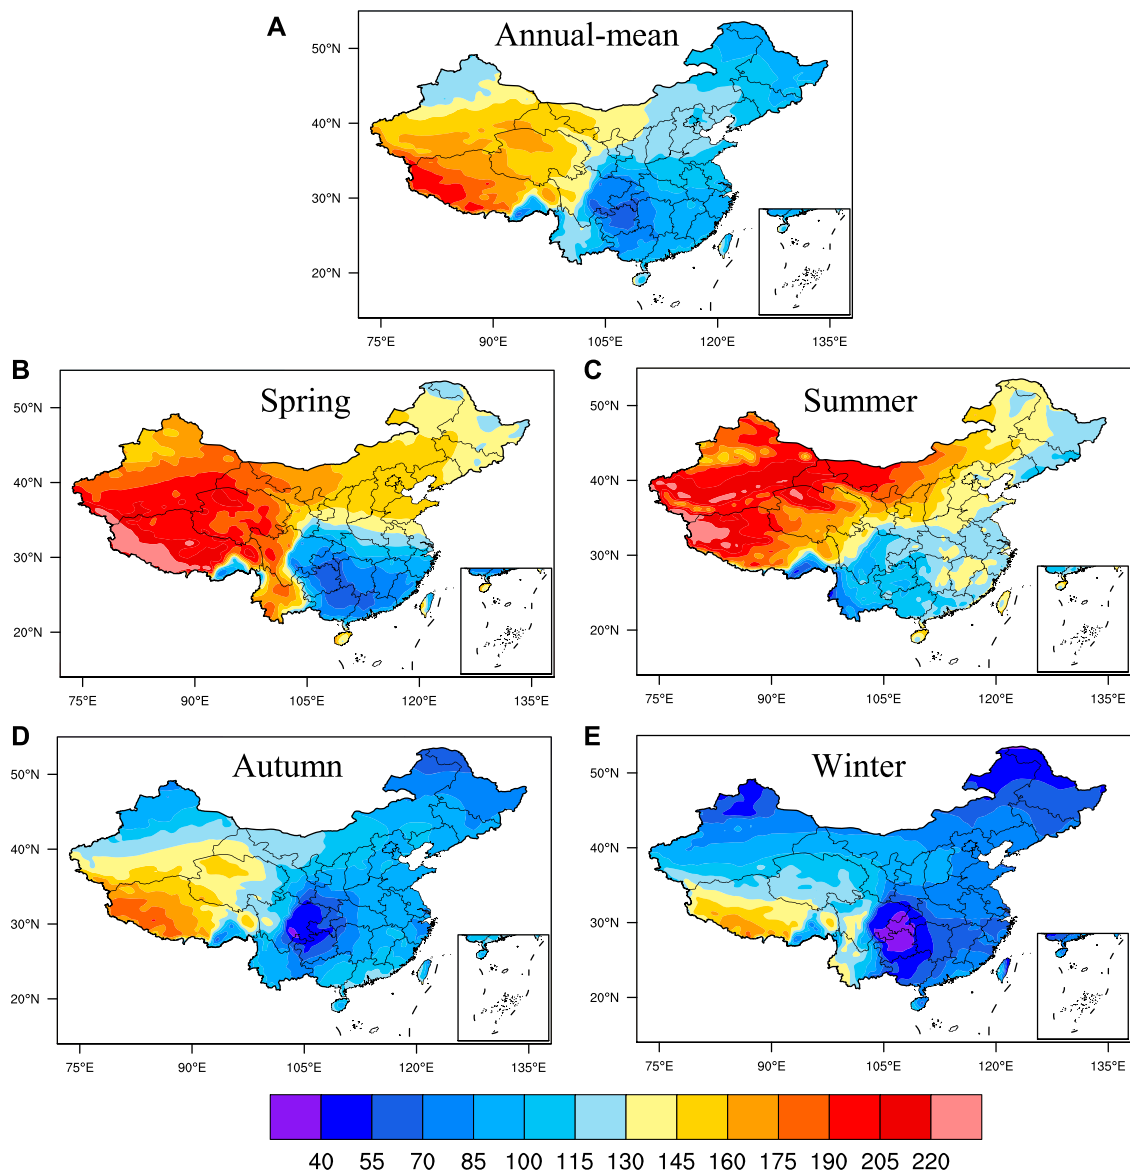 A
Annual-mean
50°N
40°N
30°N
20°N
75°E 90°E 105°E 120°E 135°E
B
Spring
50°N
40°N
30°N
20°N
75°E 90°E 105°E 120°E 135°E
C
Summer
50°N
40°N
30°N
20°N
75°E 90°E 105°E 120°E 135°E
D
Autumn
50°N
40°N
30°N
20°N
75°E 90°E 105°E 120°E 135°E
E
Winter
50°N
40°N
30°N
20°N
75°E 90°E 105°E 120°E 135°E
40 55 70 85 100 115 130 145 160 175 190 205 220